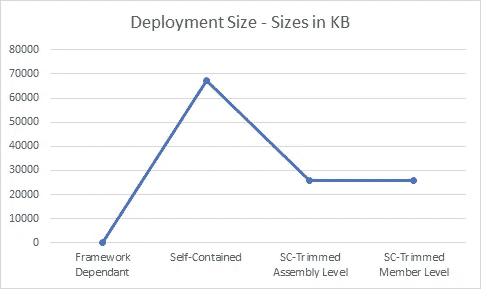 Deployment Size - Sizes in KB
80000
70000
60000
50000
40000
30000
20000
10000
0
Framework
Dependant
Self-Contained
SC-Trimmed
Assembly Level
SC-Trimmed
Member Level